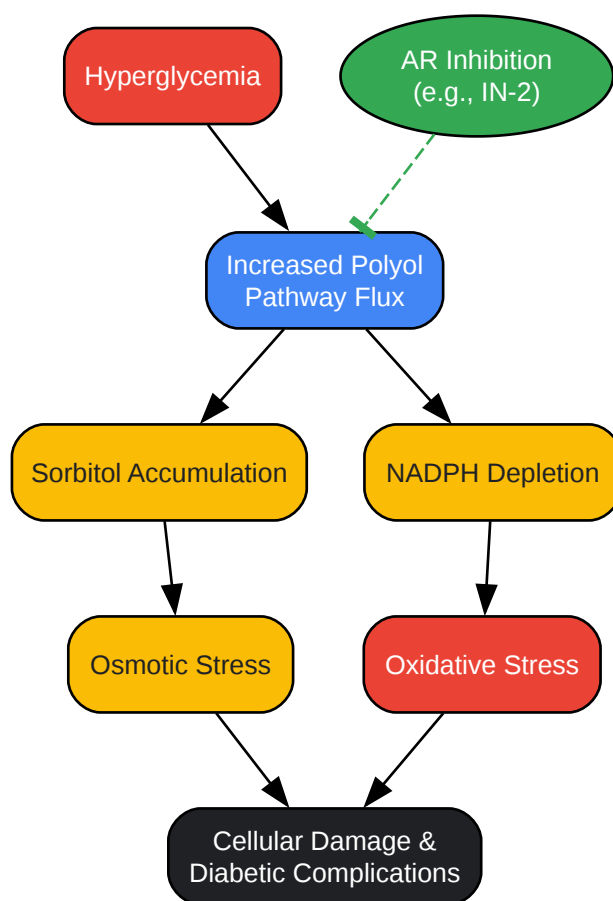 Hyperglycemia
AR Inhibition
(e.g., IN-2)
Increased Polyol
Pathway Flux
Sorbitol Accumulation
NADPH Depletion
Osmotic Stress
Oxidative Stress
Cellular Damage &
Diabetic Complications